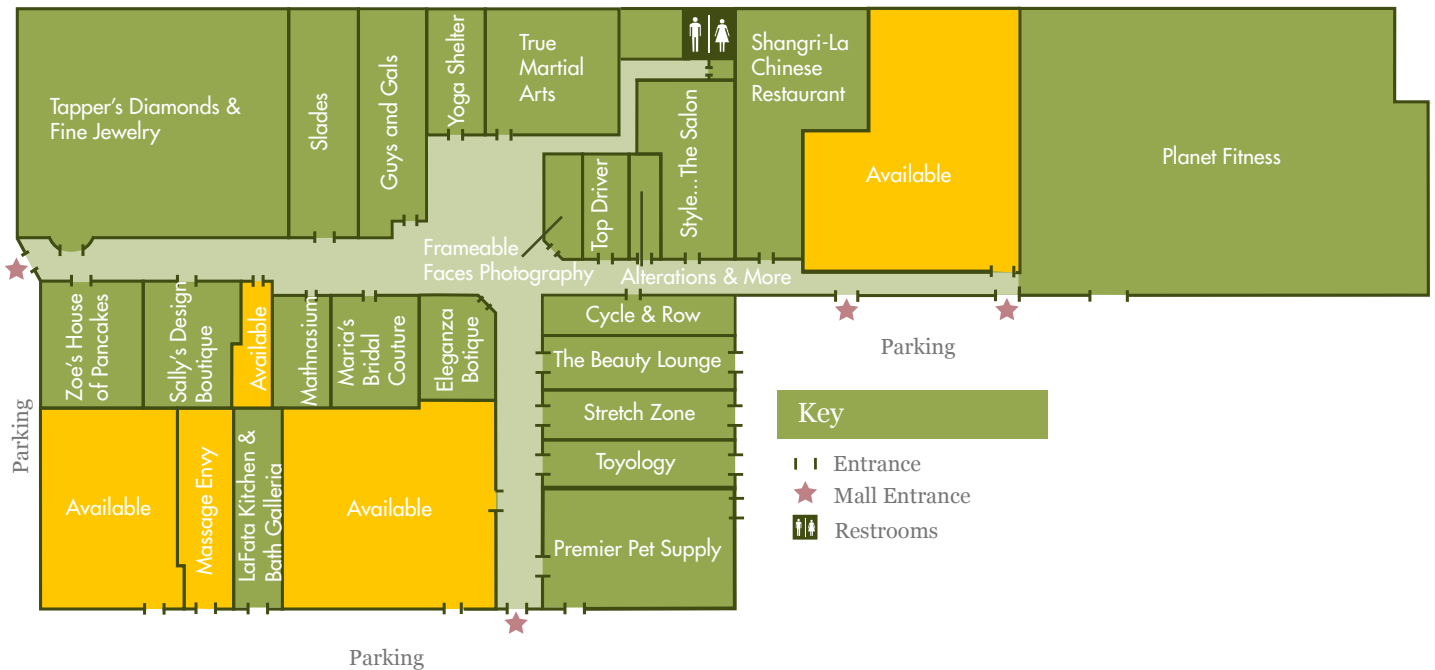 Tapper's Diamonds &
Fine Jewelry
Slades
Guys and Gals
Yoga Shelter
True
Martial
Arts
Shangri-La
Chinese
Restaurant
Available
Planet Fitness
Style...The Salon
Top Driver
Frameable
Faces Photography
Alterations & More
Zoe's House
of Pancakes
Sally's Design
Boutique
Available
Mathnasium
Maria's
Bridal
Couture
Eleganza
Botique
Cycle & Row
The Beauty Lounge
Stretch Zone
Toyology
Premier Pet Supply
Parking
Available
Massage Envy
LaFata Kitchen &
Bath Galleria
Available
Parking
Parking
Key
Entrance
Mall Entrance
Restrooms